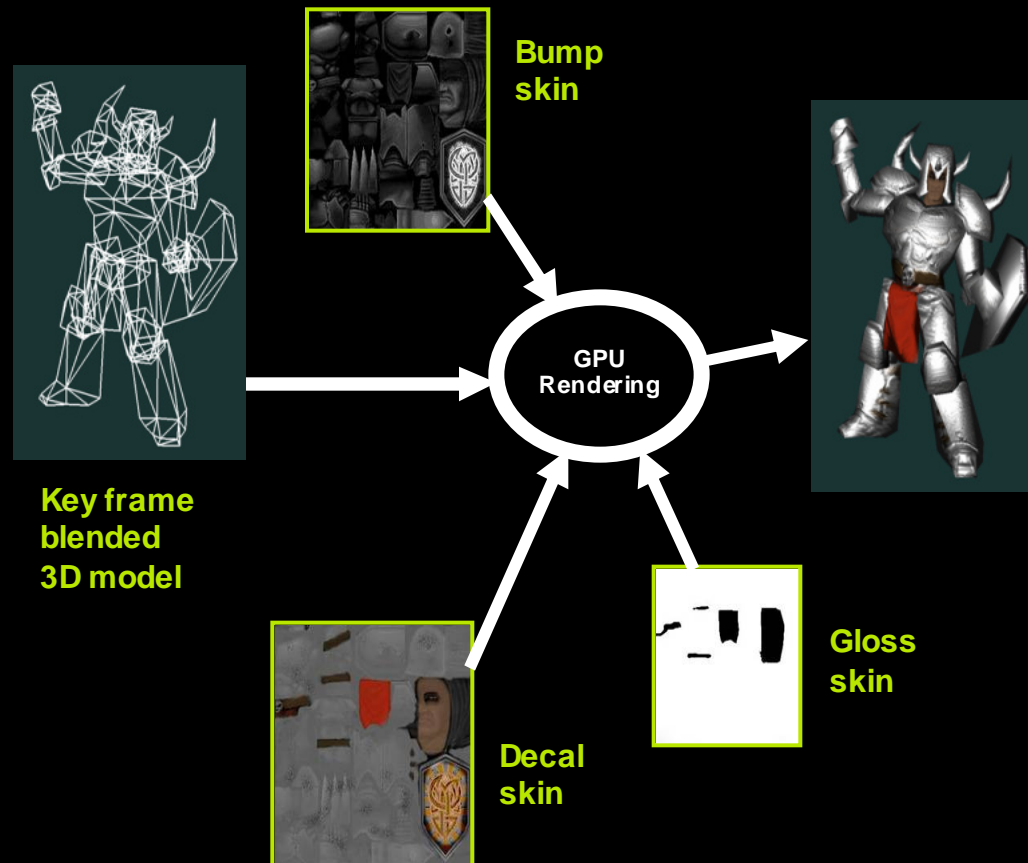 Bump
skin
GPU
Rendering
Key frame
blended
3D model
Gloss
skin
Decal
skin